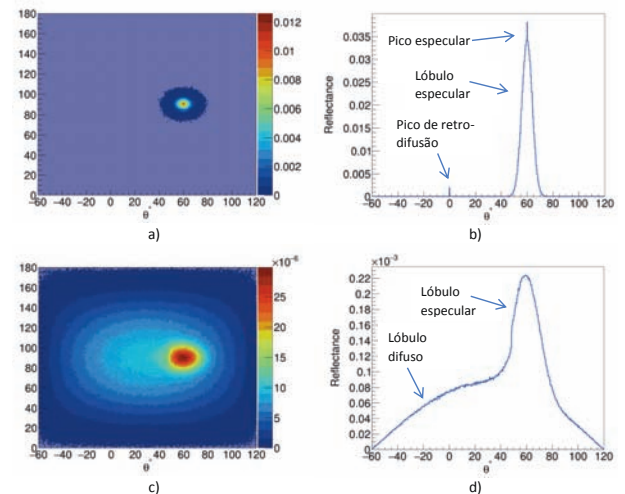 180
160
140
120
100
80
60
40
20
0
−60 −40 −20 0 20 40 60 80 100 120
θ°
0.012
0.01
0.008
0.006
0.004
0.002
0
a)
Reflectance
0.035
0.03
0.025
0.02
0.015
0.01
0.005
0
−60 −40 −20 0 20 40 60 80 100 120
θ°
Pico especular
Lóbulo
especular
Pico de retro-
difusão
b)
180
160
140
120
100
80
60
40
20
0
−60 −40 −20 0 20 40 60 80 100 120
θ°
×10⁻⁶
25
20
15
10
5
0
c)
×10⁻³
Reflectance
0.22
0.2
0.18
0.16
0.14
0.12
0.1
0.08
0.06
0.04
0.02
0
−60 −40 −20 0 20 40 60 80 100 120
θ°
Lóbulo
especular
Lóbulo
difuso
d)